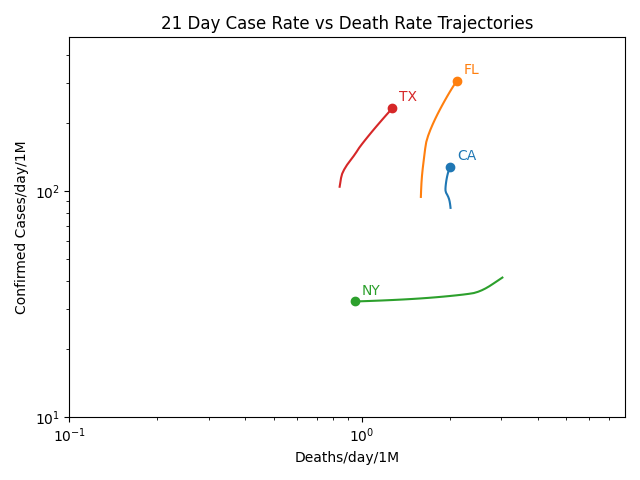 21 Day Case Rate vs Death Rate Trajectories
FL
TX
CA
NY
Confirmed Cases/day/1M
10²
10¹
10⁻¹
10⁰
Deaths/day/1M